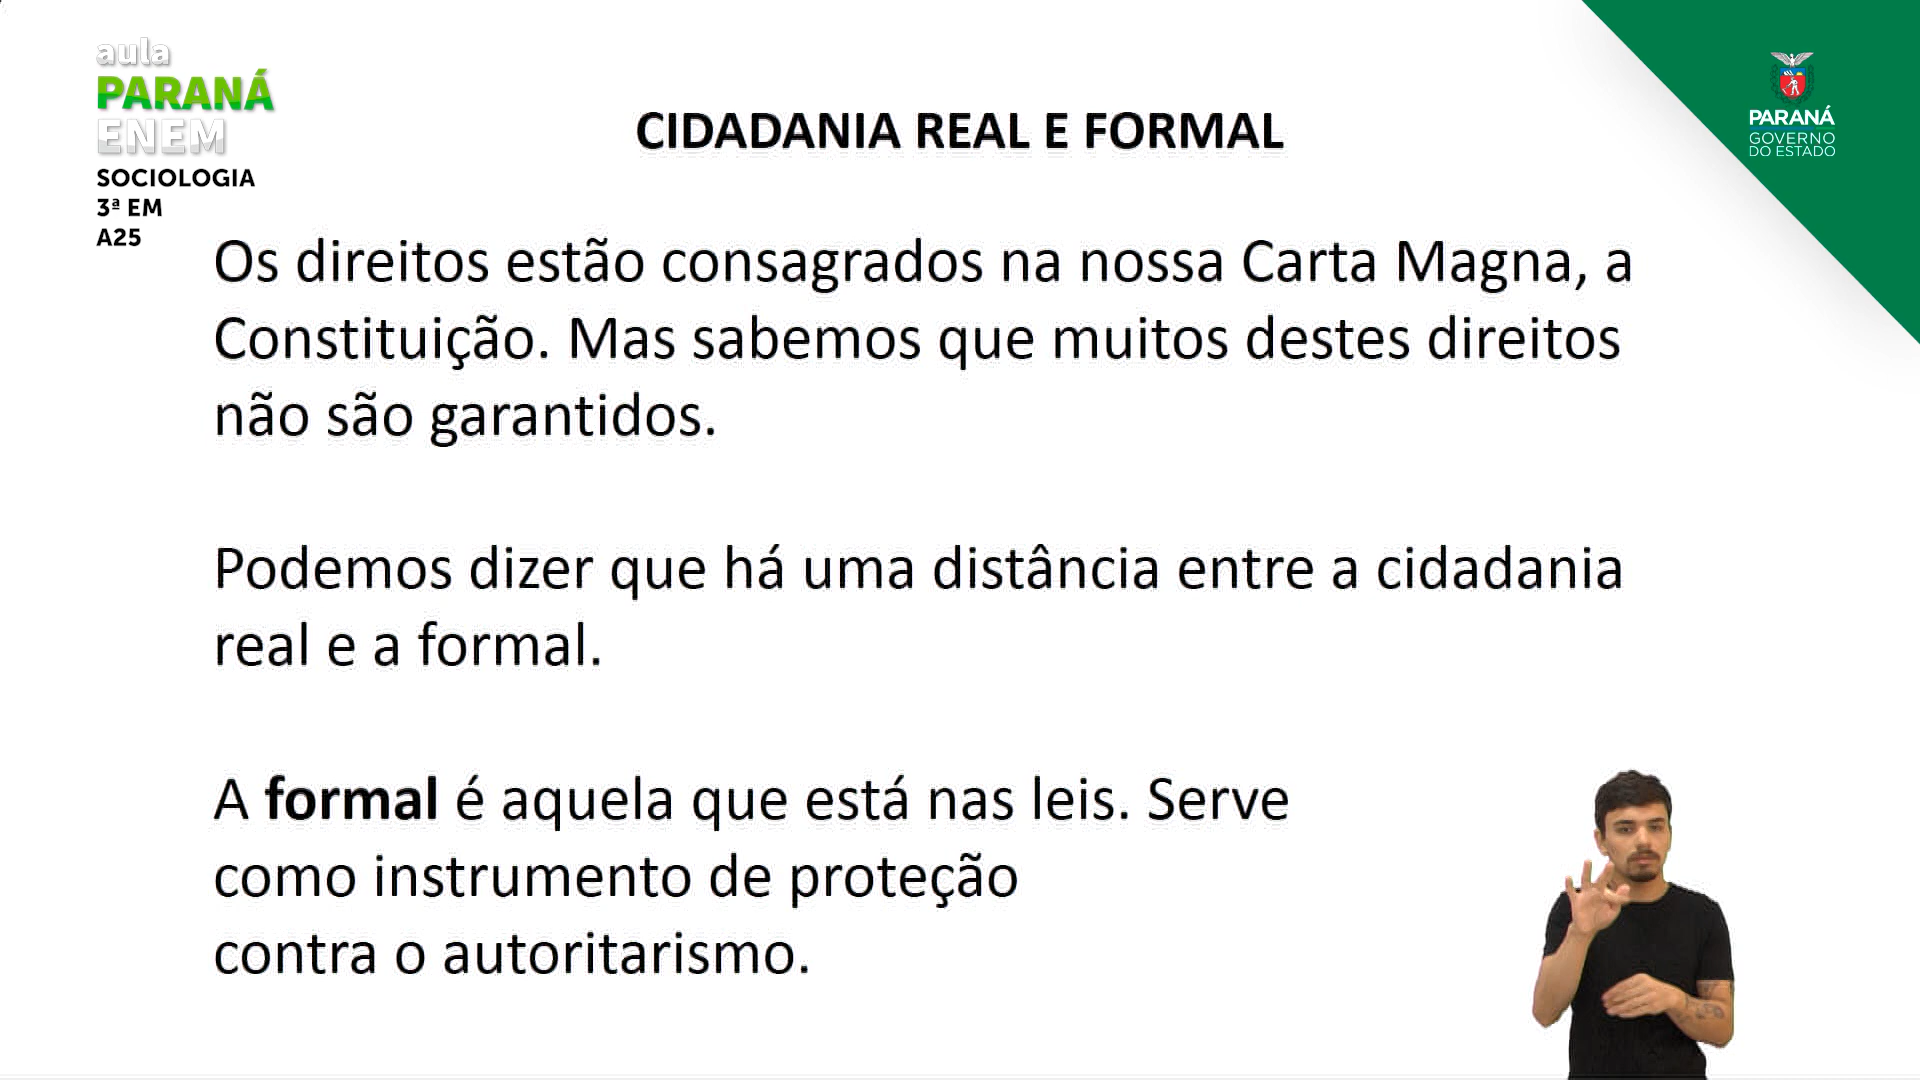 aula
PARANÁ
ENEM
SOCIOLOGIA
3ª EM
A25
PARANÁ
GOVERNO
DO ESTADO
CIDADANIA REAL E FORMAL
Os direitos estão consagrados na nossa Carta Magna, a
Constituição. Mas sabemos que muitos destes direitos
não são garantidos.
Podemos dizer que há uma distância entre a cidadania
real e a formal.
A formal é aquela que está nas leis. Serve
como instrumento de proteção
contra o autoritarismo.